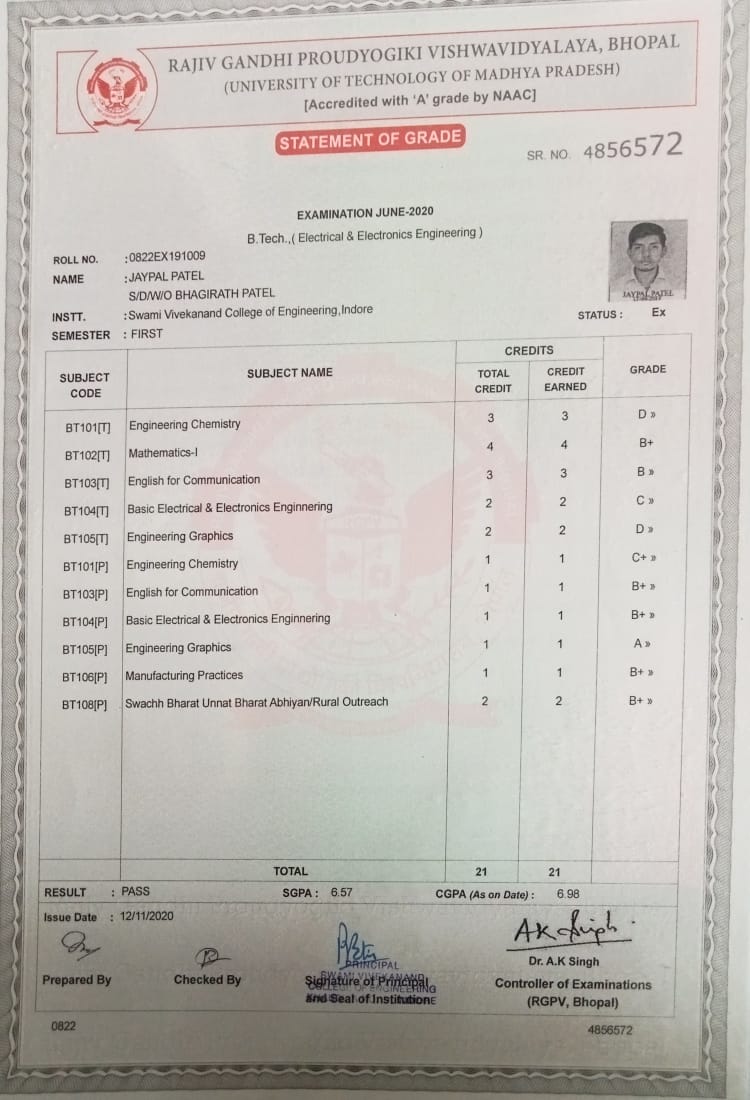 RAJIV GANDHI PROUDYOGIKI VISHWAVIDYALAYA, BHOPAL
(UNIVERSITY OF TECHNOLOGY OF MADHYA PRADESH)
[Accredited with 'A' grade by NAAC]
STATEMENT OF GRADE
SR. NO. 4856572
EXAMINATION JUNE-2020
B.Tech.,( Electrical & Electronics Engineering )
ROLL NO. :0822EX191009
NAME :JAYPAL PATEL
S/D/W/O BHAGIRATH PATEL
JAYPAL PATEL
INSTT. :Swami Vivekanand College of Engineering,Indore
STATUS : Ex
SEMESTER : FIRST
SUBJECT CODE SUBJECT NAME CREDITS TOTAL CREDIT CREDIT EARNED GRADE
BT101[T] Engineering Chemistry 3 3 D »
BT102[T] Mathematics-I 4 4 B+
BT103[T] English for Communication 3 3 B »
BT104[T] Basic Electrical & Electronics Enginnering 2 2 C »
BT105[T] Engineering Graphics 2 2 D »
BT101[P] Engineering Chemistry 1 1 C+ »
BT103[P] English for Communication 1 1 B+ »
BT104[P] Basic Electrical & Electronics Enginnering 1 1 B+ »
BT105[P] Engineering Graphics 1 1 A »
BT106[P] Manufacturing Practices 1 1 B+ »
BT108[P] Swachh Bharat Unnat Bharat Abhiyan/Rural Outreach 2 2 B+ »
TOTAL 21 21
RESULT : PASS SGPA : 6.57 CGPA (As on Date) : 6.98
Issue Date : 12/11/2020
A K Singh
PRINCIPAL
SWAMI VIVEKANAND
COLLEGE OF ENGINEERING
Dr. A.K Singh
Prepared By Checked By Signature of Principal Controller of Examinations
And Seal of Institution (RGPV, Bhopal)
0822 4856572